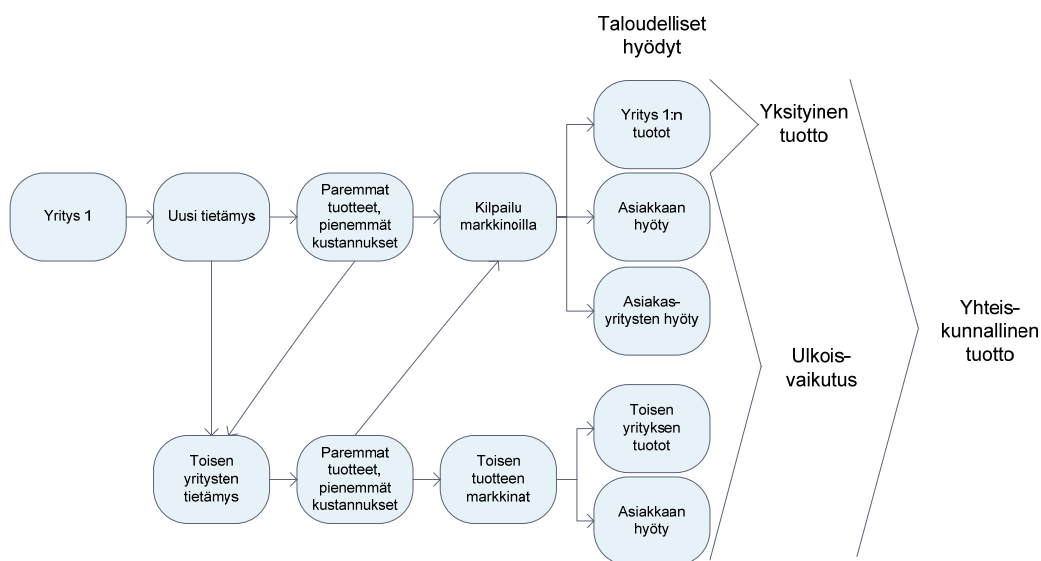 Taloudelliset
hyödyt
Yritys 1:n
tuotot
Yksityinen
tuotto
Yritys 1
Uusi tietämys
Paremmat
tuotteet,
pienemmät
kustannukset
Kilpailu
markkinoilla
Asiakkaan
hyöty
Asiakas-
yritysten hyöty
Ulkois-
vaikutus
Yhteis-
kunnallinen
tuotto
Toisen
yritysten
tietämys
Paremmat
tuotteet,
pienemmät
kustannukset
Toisen
tuotteen
markkinat
Toisen
yrityksen
tuotot
Asiakkaan
hyöty